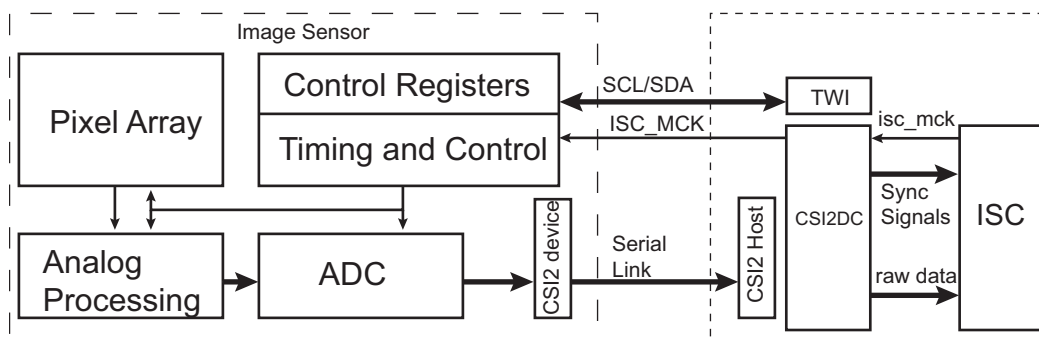 Image Sensor
Pixel Array
Control Registers
Timing and Control
SCL/SDA
ISC_MCK
TWI
isc_mck
Sync
Signals
CSI2DC
ISC
Analog
Processing
ADC
CSI2 device
Serial
Link
CSI2 Host
raw data